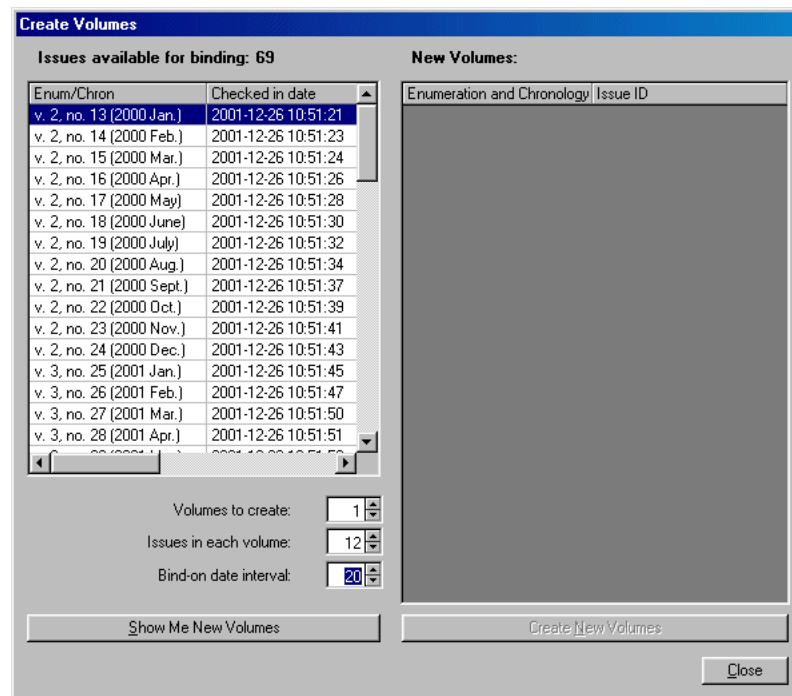 Create Volumes
Issues available for binding: 69
New Volumes:
Enum/Chron Checked in date
v. 2, no. 13 (2000 Jan.) 2001-12-26 10:51:21
v. 2, no. 14 (2000 Feb.) 2001-12-26 10:51:23
v. 2, no. 15 (2000 Mar.) 2001-12-26 10:51:24
v. 2, no. 16 (2000 Apr.) 2001-12-26 10:51:26
v. 2, no. 17 (2000 May) 2001-12-26 10:51:28
v. 2, no. 18 (2000 June) 2001-12-26 10:51:30
v. 2, no. 19 (2000 July) 2001-12-26 10:51:32
v. 2, no. 20 (2000 Aug.) 2001-12-26 10:51:34
v. 2, no. 21 (2000 Sept.) 2001-12-26 10:51:37
v. 2, no. 22 (2000 Oct.) 2001-12-26 10:51:39
v. 2, no. 23 (2000 Nov.) 2001-12-26 10:51:41
v. 2, no. 24 (2000 Dec.) 2001-12-26 10:51:43
v. 3, no. 25 (2001 Jan.) 2001-12-26 10:51:45
v. 3, no. 26 (2001 Feb.) 2001-12-26 10:51:47
v. 3, no. 27 (2001 Mar.) 2001-12-26 10:51:50
v. 3, no. 28 (2001 Apr.) 2001-12-26 10:51:51
Enumeration and Chronology Issue ID
Volumes to create: 1
Issues in each volume: 12
Bind-on date interval: 20
Show Me New Volumes
Create New Volumes
Close